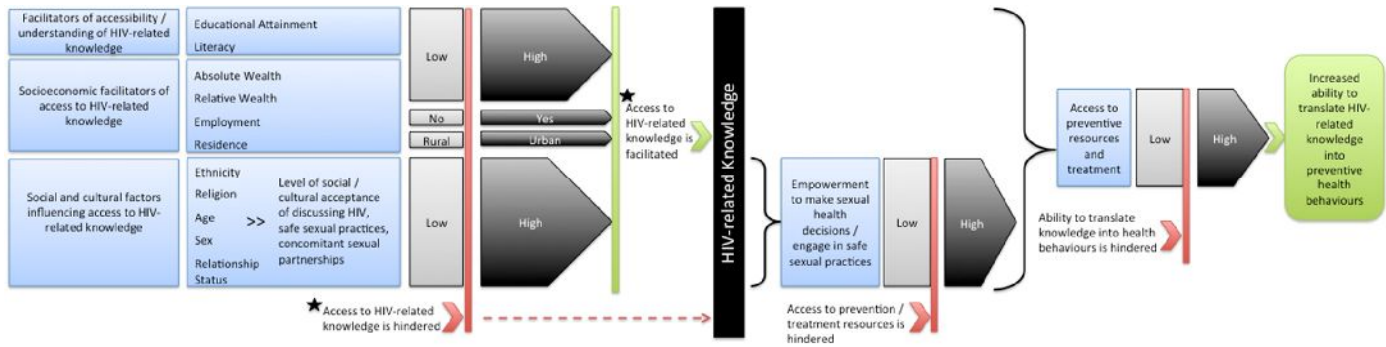 Facilitators of accessibility /
understanding of HIV-related
knowledge
Educational Attainment
Literacy
Socioeconomic facilitators of
access to HIV-related
knowledge
Absolute Wealth
Relative Wealth
Employment
Residence
Social and cultural factors
influencing access to HIV-
related knowledge
Ethnicity
Religion
Age
Sex
Relationship
Status
>>
Level of social /
cultural acceptance
of discussing HIV,
safe sexual practices,
concomitant sexual
partnerships
Low
No
Rural
Low
High
Yes
Urban
High
Access to HIV-related
knowledge is hindered
Access to
HIV-related
knowledge is
facilitated
HIV-related Knowledge
Empowerment
to make sexual
health
decisions /
engage in safe
sexual practices
Low
High
Access to prevention /
treatment resources is
hindered
Access to
preventive
resources
and
treatment
Low
High
Ability to translate
knowledge into health
behaviours is hindered
Increased
ability to
translate HIV-
related
knowledge
into
preventive
health
behaviours